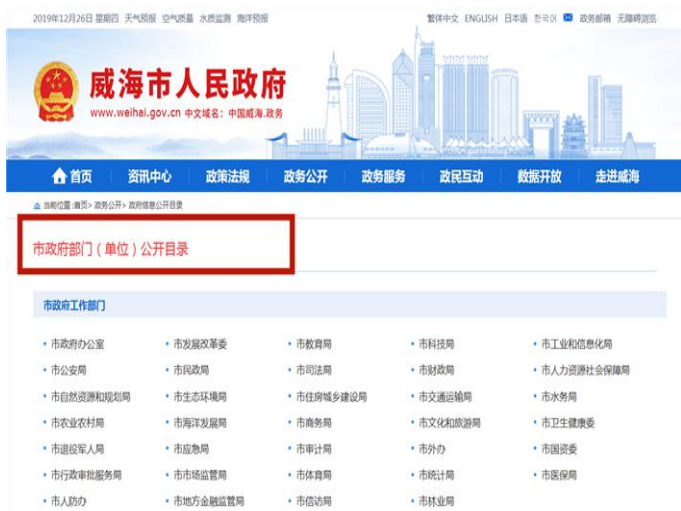 2019年12月26日 星期四 天气预报 空气质量 水质监测 海洋预报 繁体中文 ENGLISH 日本語 한국어 政务邮箱 无障碍浏览
威海市人民政府
www.weihai.gov.cn 中文域名：中国威海.政务
首页 资讯中心 政策法规 政务公开 政务服务 政民互动 数据开放 走进威海
当前位置:首页> 政务公开> 政府信息公开目录
市政府部门（单位）公开目录
市政府工作部门
市政府办公室 市发展改革委 市教育局 市科技局 市工业和信息化局
市公安局 市民政局 市司法局 市财政局 市人力资源社会保障局
市自然资源和规划局 市生态环境局 市住房城乡建设局 市交通运输局 市水务局
市农业农村局 市海洋发展局 市商务局 市文化和旅游局 市卫生健康委
市退役军人局 市应急局 市审计局 市外办 市国资委
市行政审批服务局 市市场监管局 市体育局 市统计局 市医保局
市人防办 市地方金融监管局 市信访局 市林业局